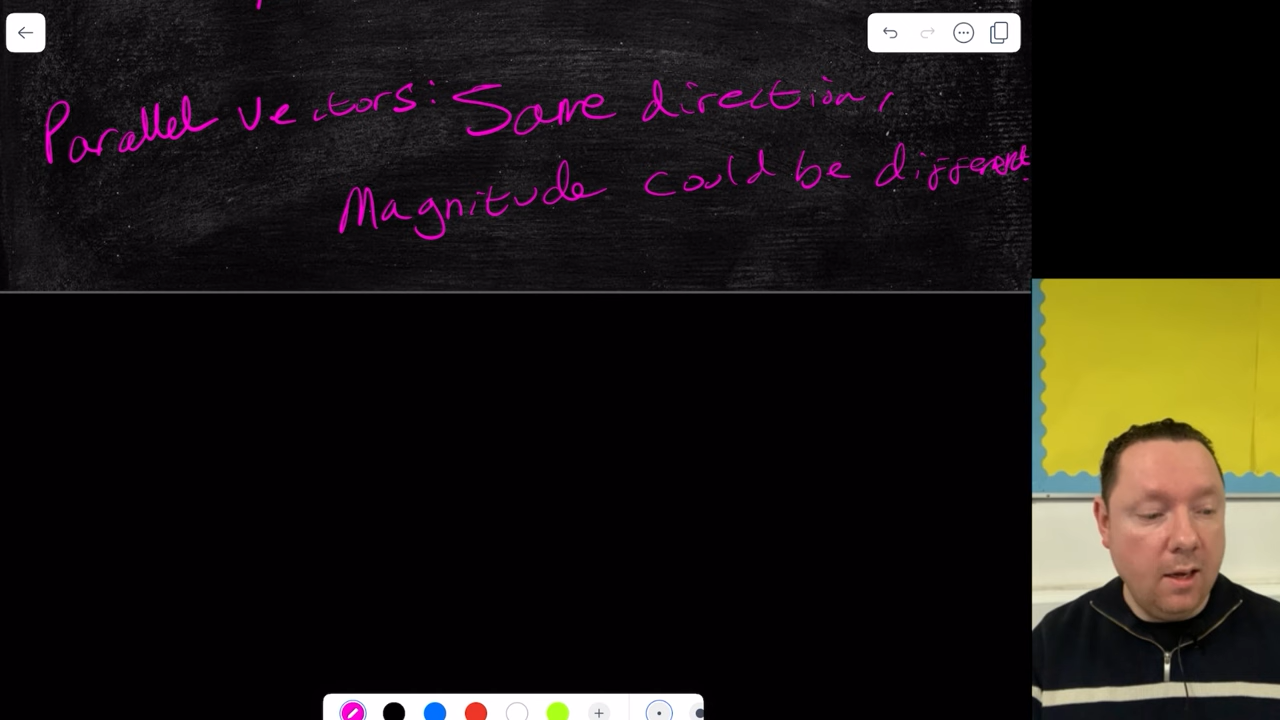 Parallel vectors: Same direction,
Magnitude could be different.